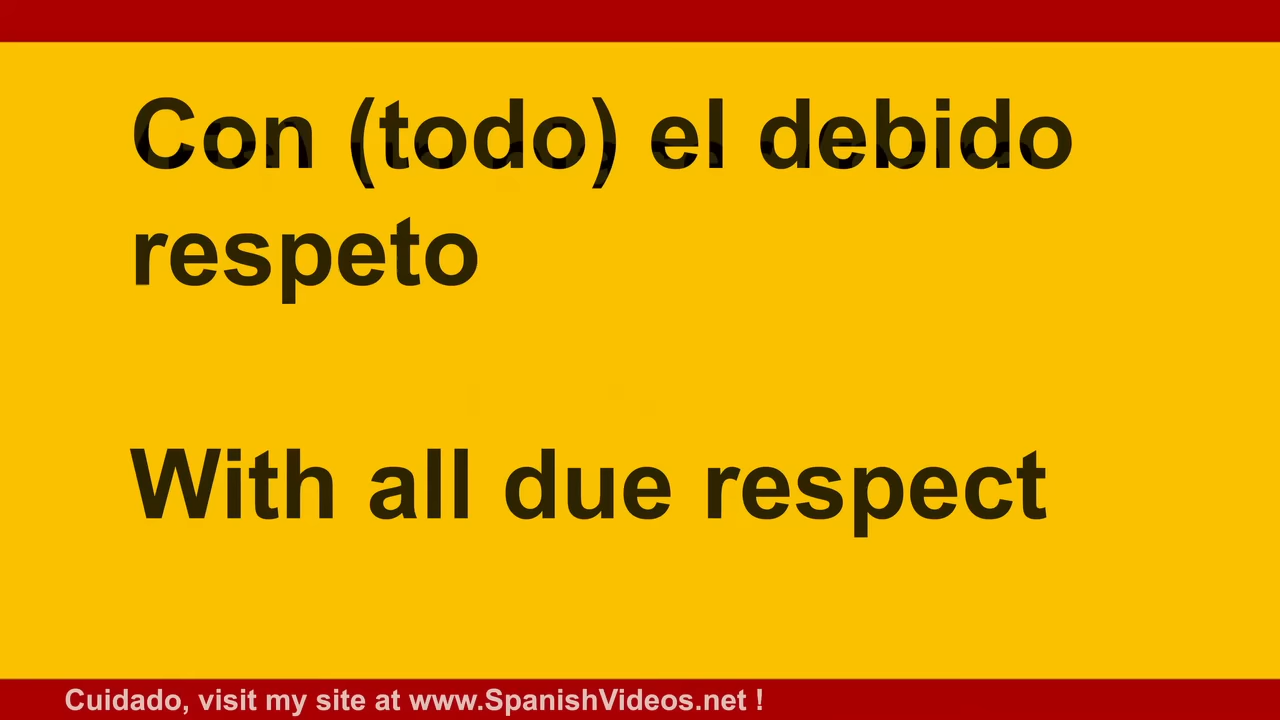 Con (todo) el debido
respeto
With all due respect
Cuidado, visit my site at www.SpanishVideos.net !